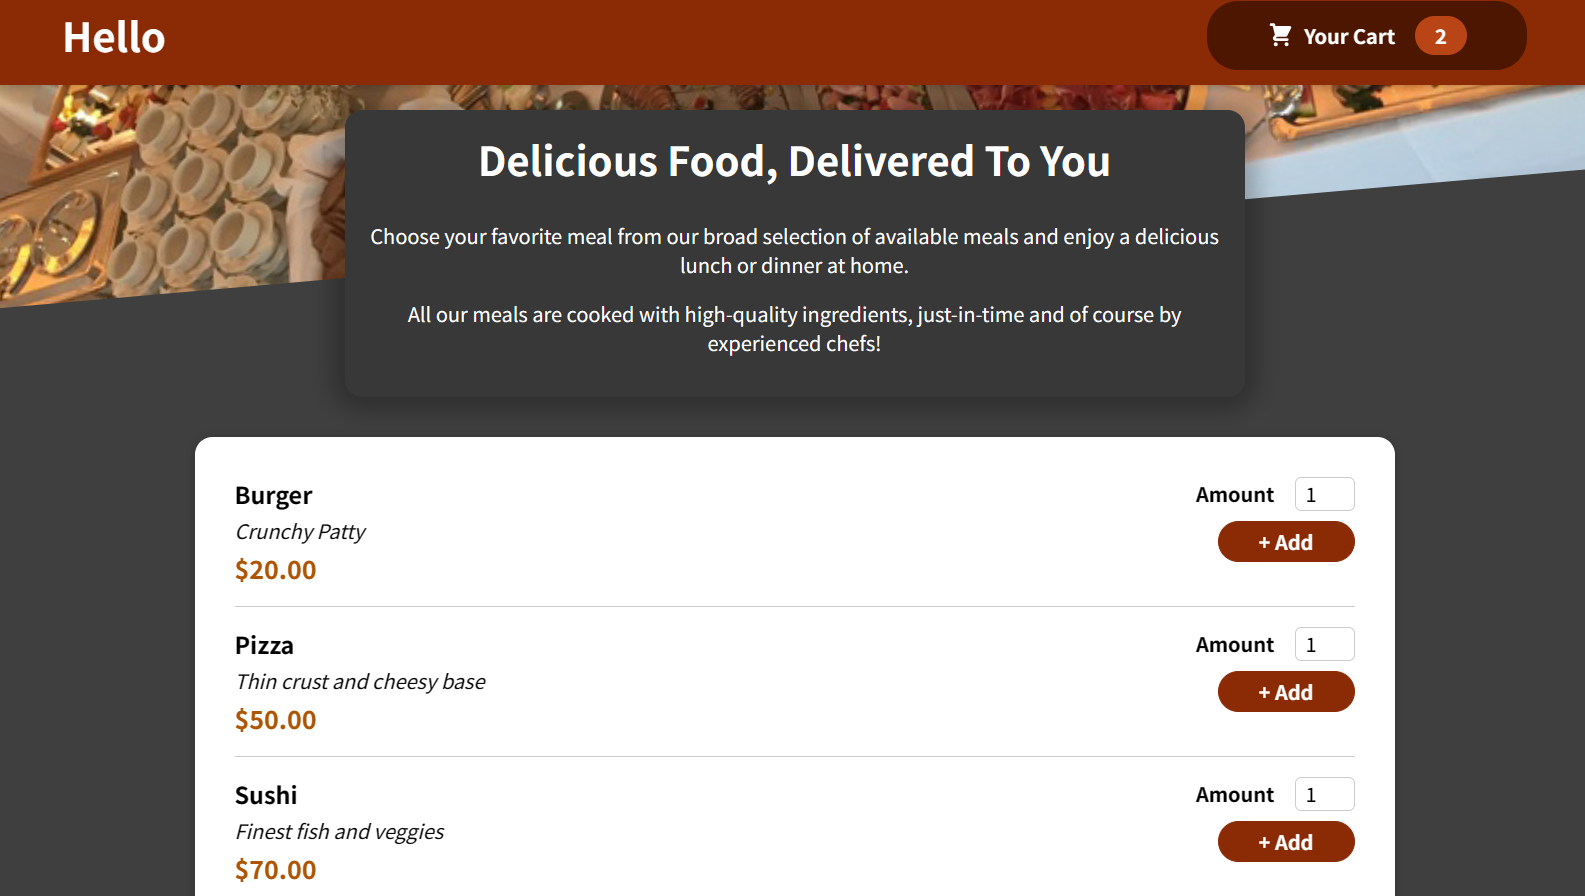 Hello
Your Cart 2
Delicious Food, Delivered To You
Choose your favorite meal from our broad selection of available meals and enjoy a delicious
lunch or dinner at home.
All our meals are cooked with high-quality ingredients, just-in-time and of course by
experienced chefs!
Burger
Amount 1
Crunchy Patty
+ Add
$20.00
Pizza
Amount 1
Thin crust and cheesy base
+ Add
$50.00
Sushi
Amount 1
Finest fish and veggies
+ Add
$70.00